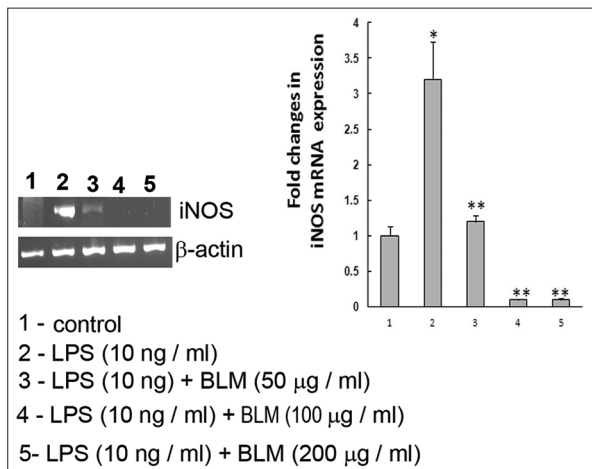 1 2 3 4 5
iNOS
β-actin
Fold changes in
iNOS mRNA expression
4
3.5
3
2.5
2
1.5
1
0.5
0
*
**
** **
1 2 3 4 5
1 - control
2 - LPS (10 ng / ml)
3 - LPS (10 ng) + BLM (50 μg / ml)
4 - LPS (10 ng / ml) + BLM (100 μg / ml)
5- LPS (10 ng / ml) + BLM (200 μg / ml)